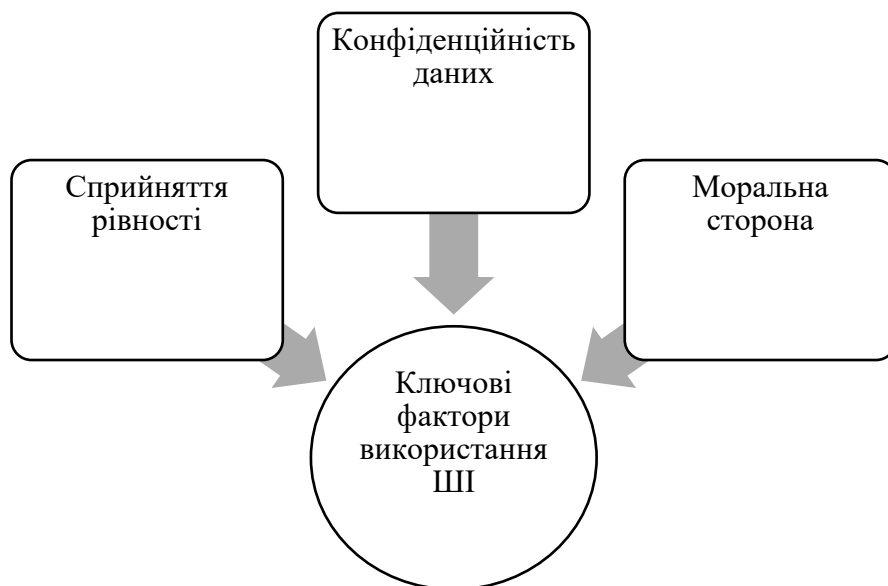 Конфіденційність
даних
Сприйняття
рівності
Моральна
сторона
Ключові
фактори
використання
ШІ